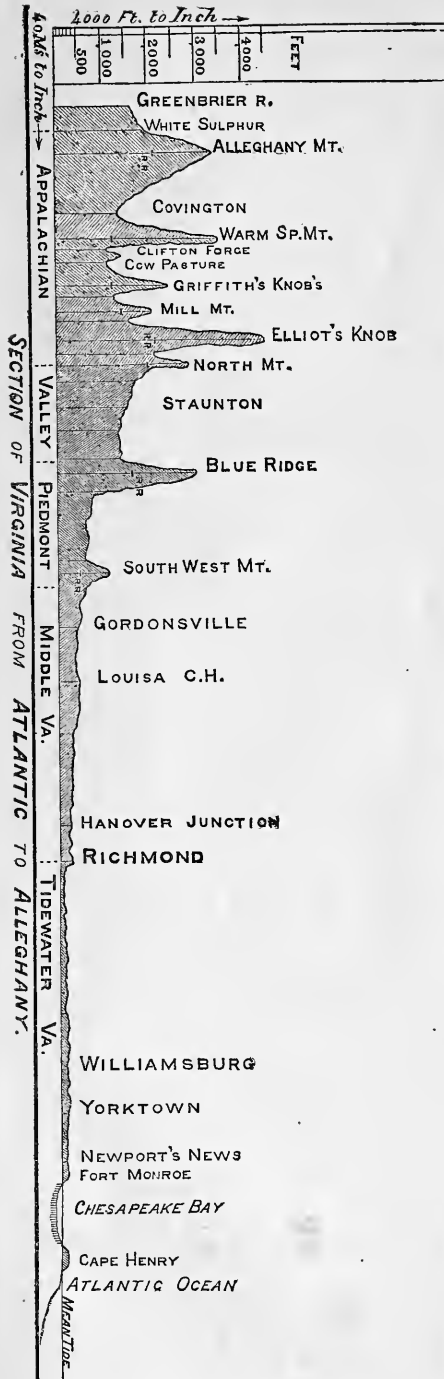 4000 Ft. to Inch
40 Ms to Inch
FEET
4000
3000
2000
1000
500
GREENBRIER R.
WHITE SULPHUR
ALLEGHANY MT.
R.R.
COVINGTON
WARM SP. MT.
CLIFTON FORGE
COW PASTURE
GRIFFITH'S KNOB'S
MILL MT.
ELLIOT'S KNOB
R.R.
NORTH MT.
STAUNTON
BLUE RIDGE
R.R.
SOUTH WEST MT.
R.R.
GORDONSVILLE
LOUISA C.H.
HANOVER JUNCTION
RICHMOND
WILLIAMSBURG
YORKTOWN
NEWPORT'S NEWS
FORT MONROE
CHESAPEAKE BAY
CAPE HENRY
ATLANTIC OCEAN
MEAN TIDE
APPALACHIAN
VALLEY
PIEDMONT
MIDDLE VA.
TIDEWATER VA.
SECTION OF VIRGINIA FROM ATLANTIC TO ALLEGHANY.